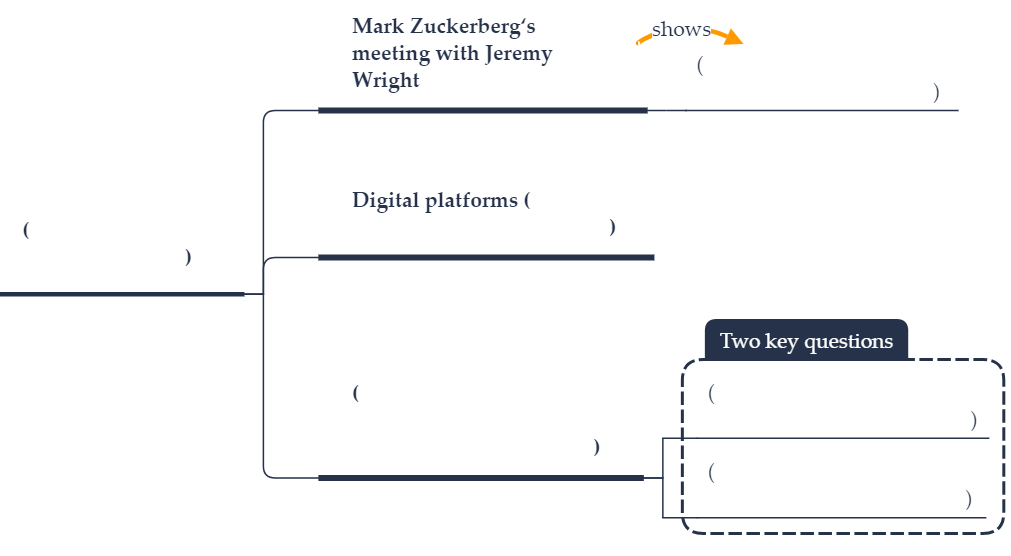 Mark Zuckerberg‘s
meeting with Jeremy
Wright
shows
(
)
Digital platforms (
)
(
)
(
)
Two key questions
(
)
(
)